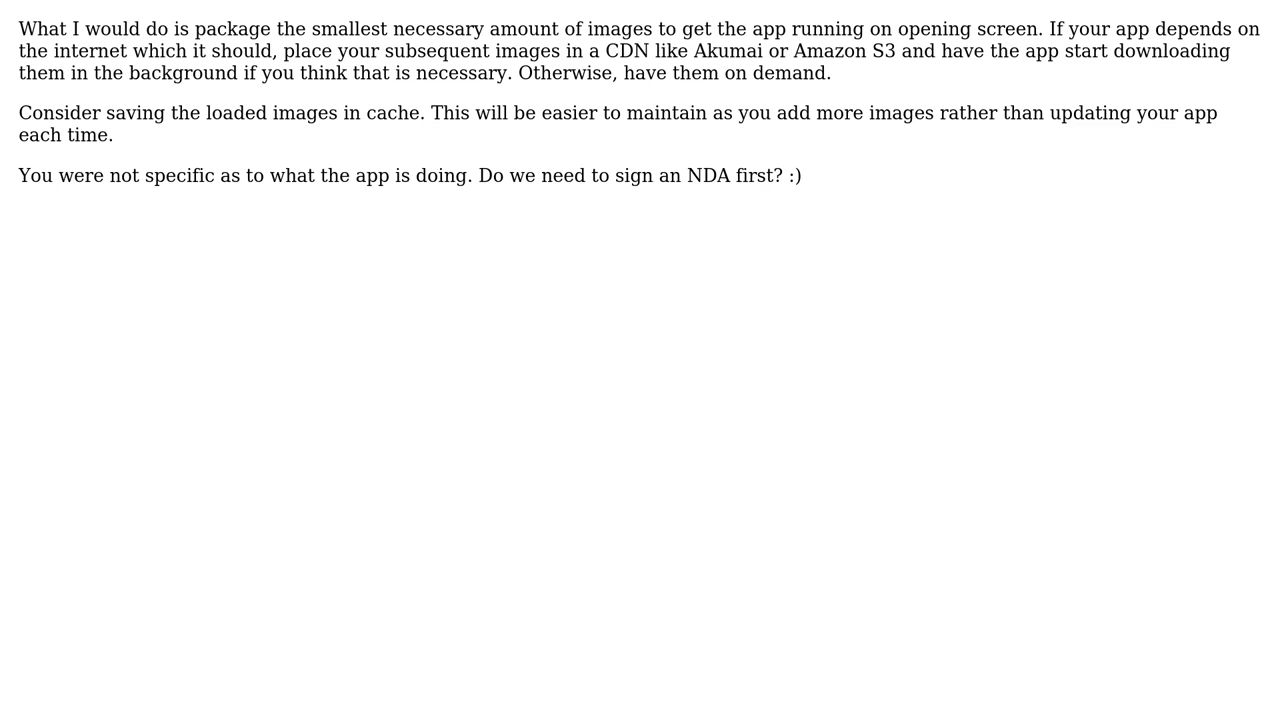 What I would do is package the smallest necessary amount of images to get the app running on opening screen. If your app depends on
the internet which it should, place your subsequent images in a CDN like Akumai or Amazon S3 and have the app start downloading
them in the background if you think that is necessary. Otherwise, have them on demand.
Consider saving the loaded images in cache. This will be easier to maintain as you add more images rather than updating your app
each time.
You were not specific as to what the app is doing. Do we need to sign an NDA first? :)